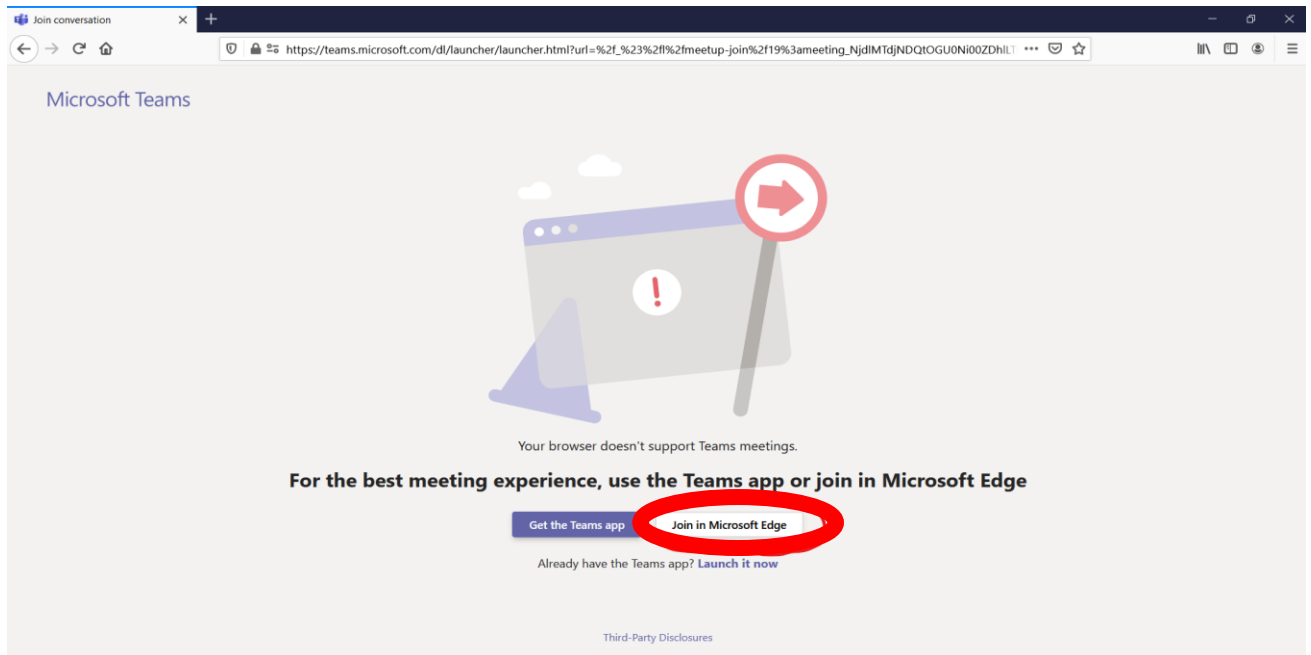 Join conversation
https://teams.microsoft.com/dl/launcher/launcher.html?url=%2f_%23%2fl%2fmeetup-join%2f19%3ameeting_NjdlMTdjNDQtOGU0Ni00ZDhlLT
Microsoft Teams
Your browser doesn't support Teams meetings.
For the best meeting experience, use the Teams app or join in Microsoft Edge
Get the Teams app Join in Microsoft Edge
Already have the Teams app? Launch it now
Third-Party Disclosures